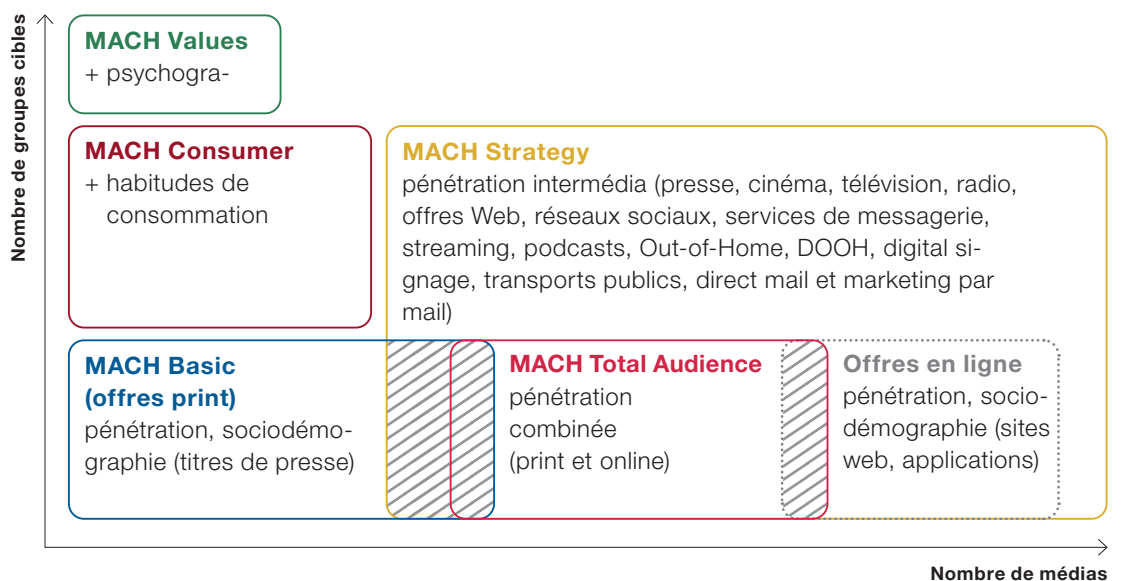 Nombre de groupes cibles
MACH Values
+ psychogra-
MACH Consumer
+ habitudes de
consommation
MACH Strategy
pénétration intermédia (presse, cinéma, télévision, radio,
offres Web, réseaux sociaux, services de messagerie,
streaming, podcasts, Out-of-Home, DOOH, digital si-
gnage, transports publics, direct mail et marketing par
mail)
MACH Basic
(offres print)
pénétration, sociodémo-
graphie (titres de presse)
MACH Total Audience
pénétration
combinée
(print et online)
Offres en ligne
pénétration, socio-
démographie (sites
web, applications)
Nombre de médias